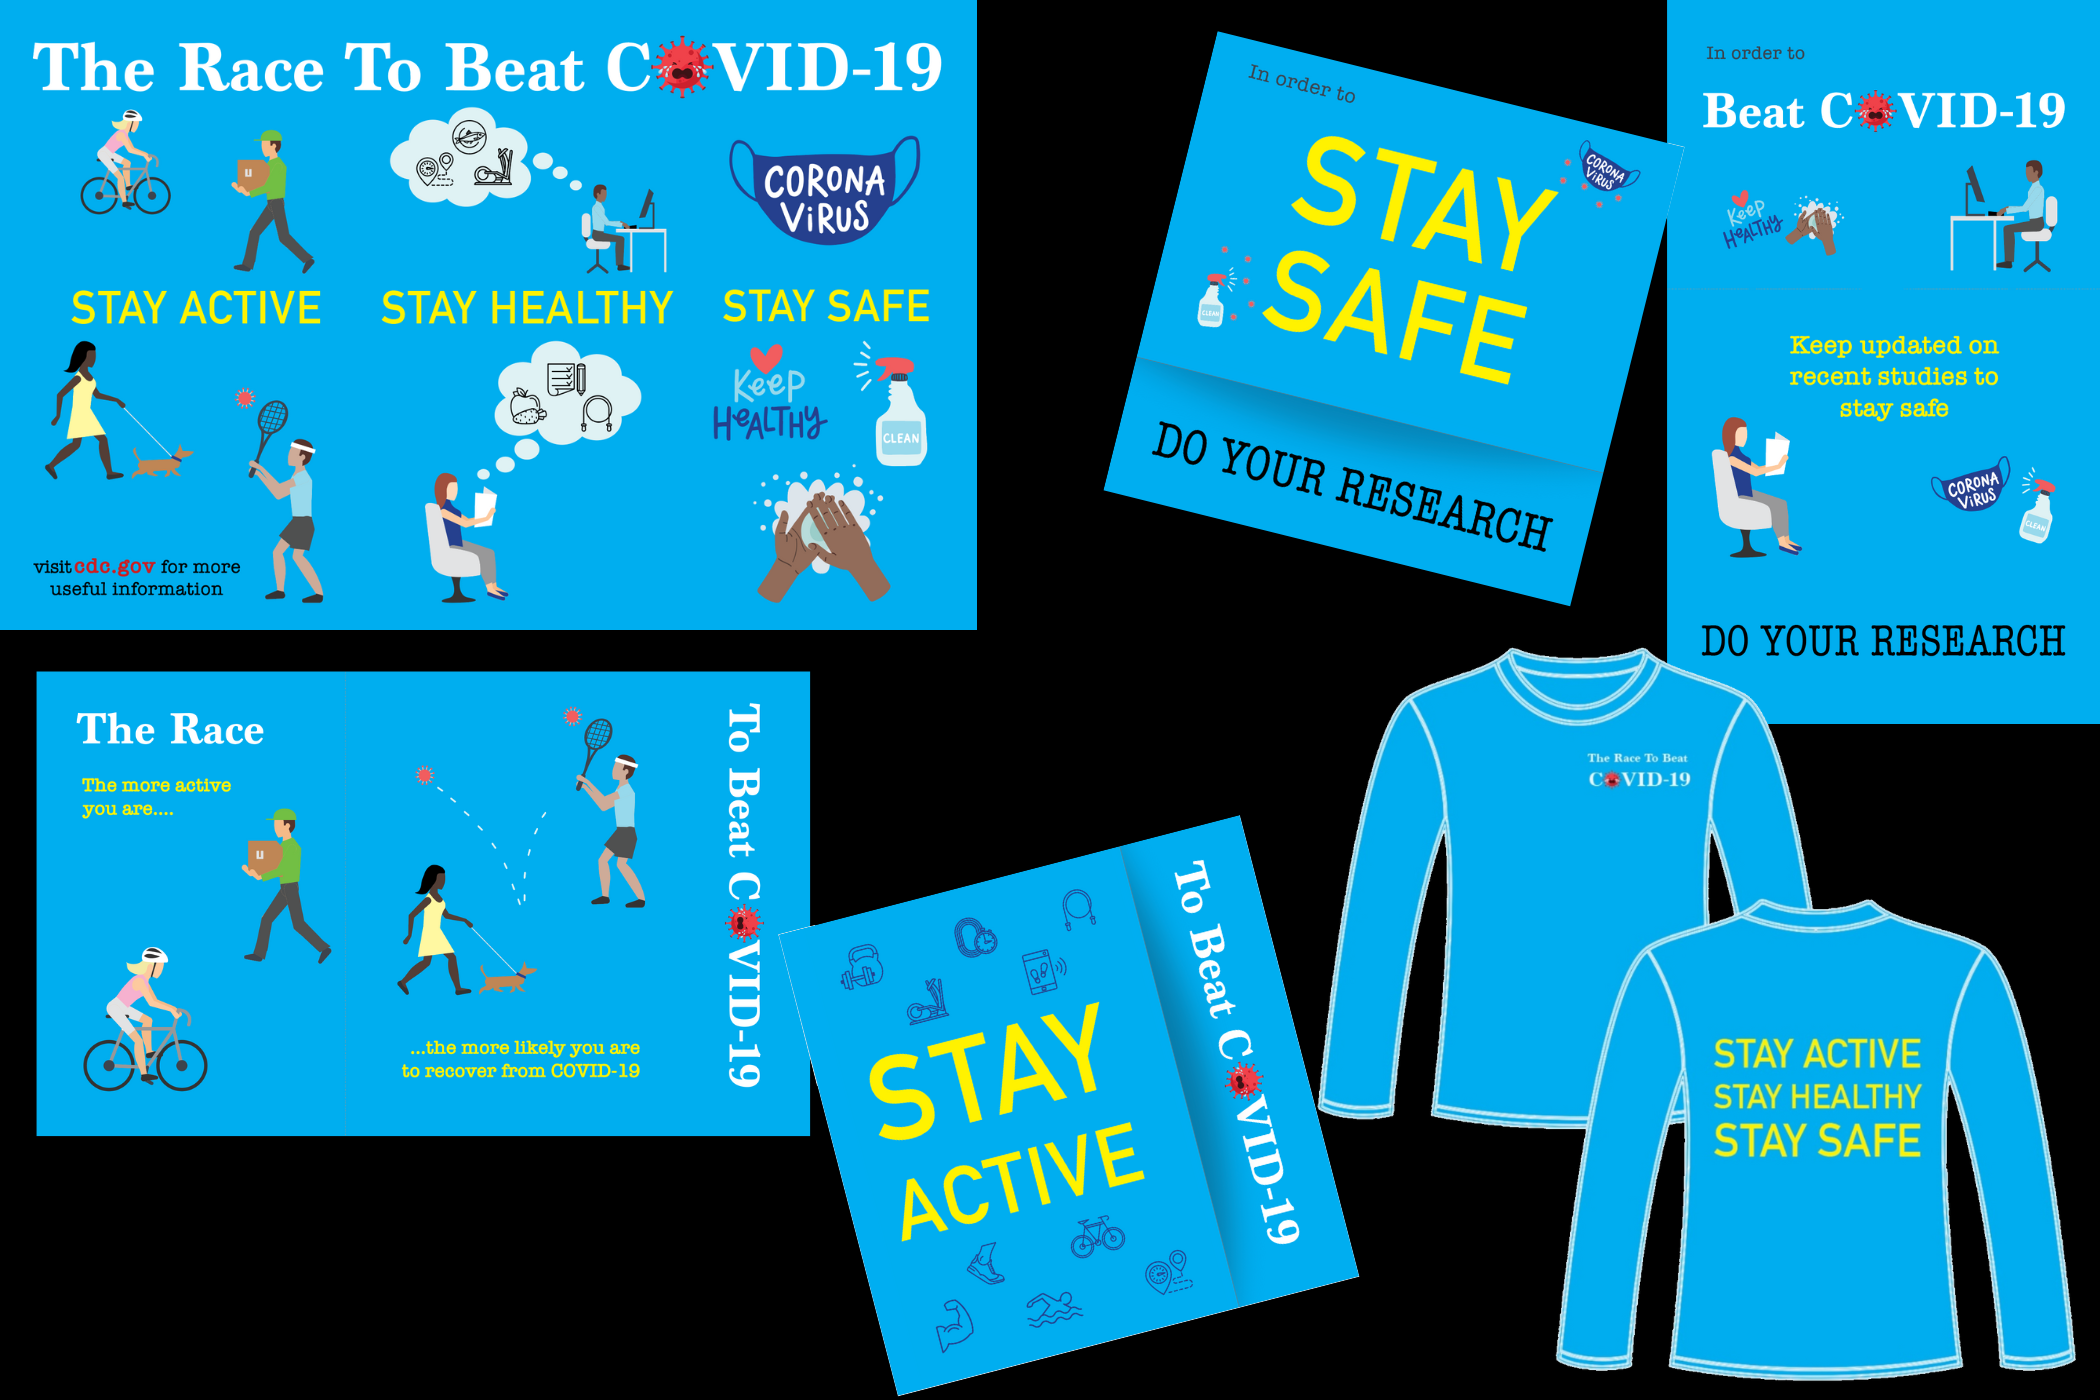 The Race To Beat COVID-19
CORONA
ViRUS
U
STAY ACTIVE
STAY HEALTHY
STAY SAFE
Keep
HeALTHy
CLEAN
visit cdc.gov for more
useful information
In order to
STAY
SAFE
CORONA
ViRUS
CLEAN
DO YOUR RESEARCH
In order to
Beat COVID-19
Keep
HeALTHy
Keep updated on
recent studies to
stay safe
CORONA
ViRUS
CLEAN
DO YOUR RESEARCH
The Race
The more active
you are....
U
...the more likely you are
to recover from COVID-19
To Beat COVID-19
STAY
ACTIVE
To Beat COVID-19
The Race To Beat
COVID-19
STAY ACTIVE
STAY HEALTHY
STAY SAFE